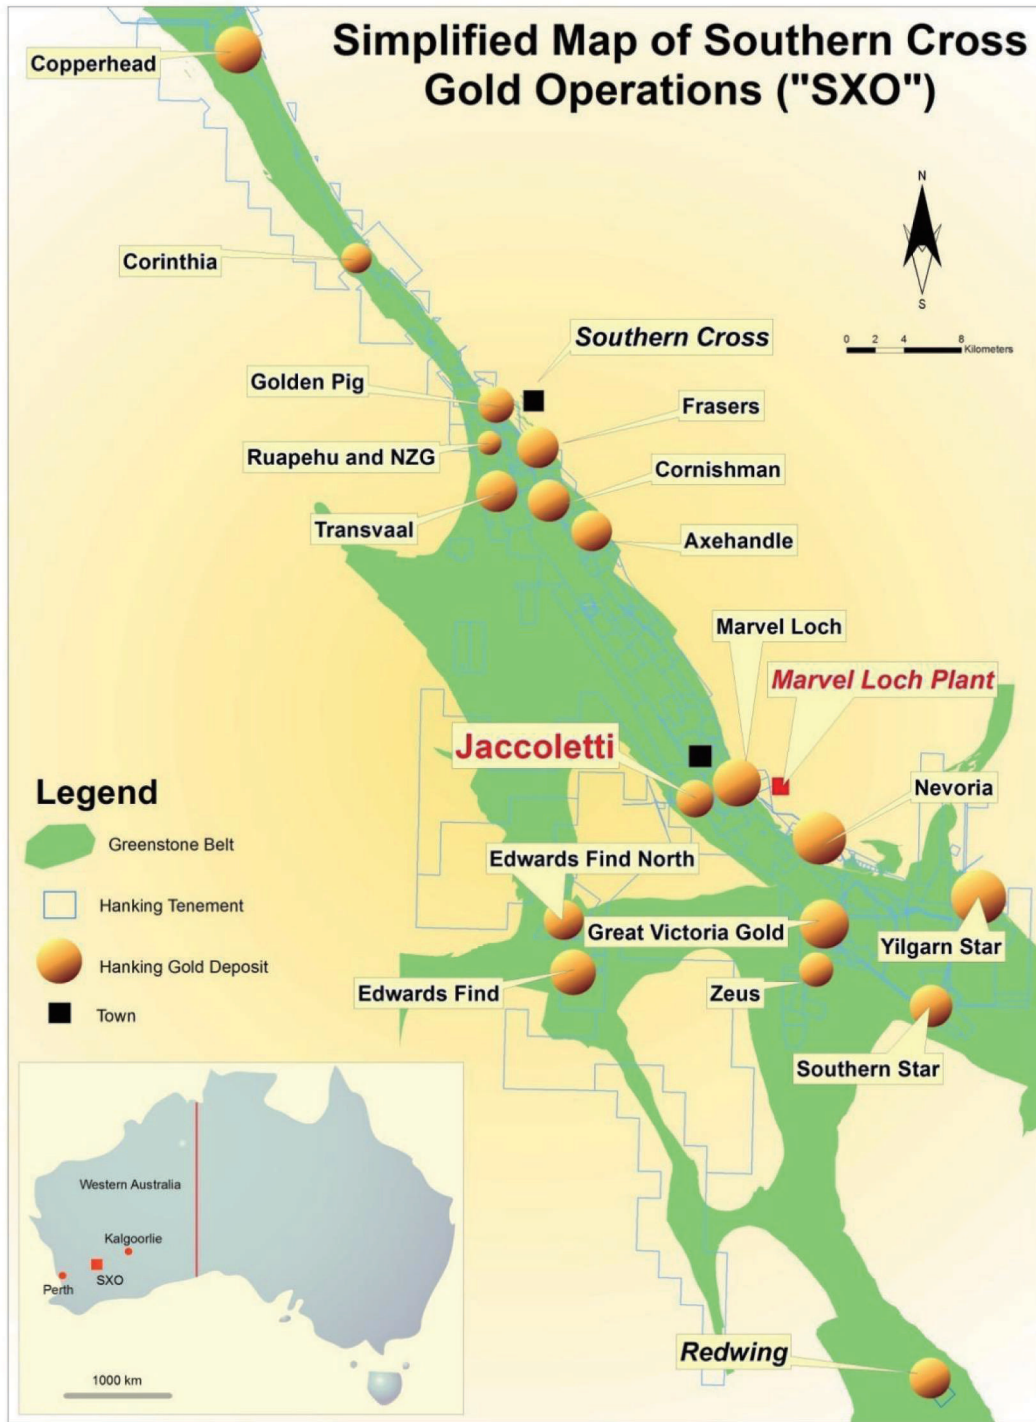 Simplified Map of Southern Cross
Gold Operations ("SXO")
Copperhead
N
S
Corinthia
0 2 4 8
Kilometers
Southern Cross
Golden Pig
Frasers
Ruapehu and NZG
Cornishman
Transvaal
Axehandle
Marvel Loch
Marvel Loch Plant
Jaccoletti
Nevoria
Legend
Greenstone Belt
Hanking Tenement
Hanking Gold Deposit
Town
Edwards Find North
Great Victoria Gold
Yilgarn Star
Edwards Find
Zeus
Southern Star
Western Australia
Kalgoorlie
SXO
Perth
1000 km
Redwing